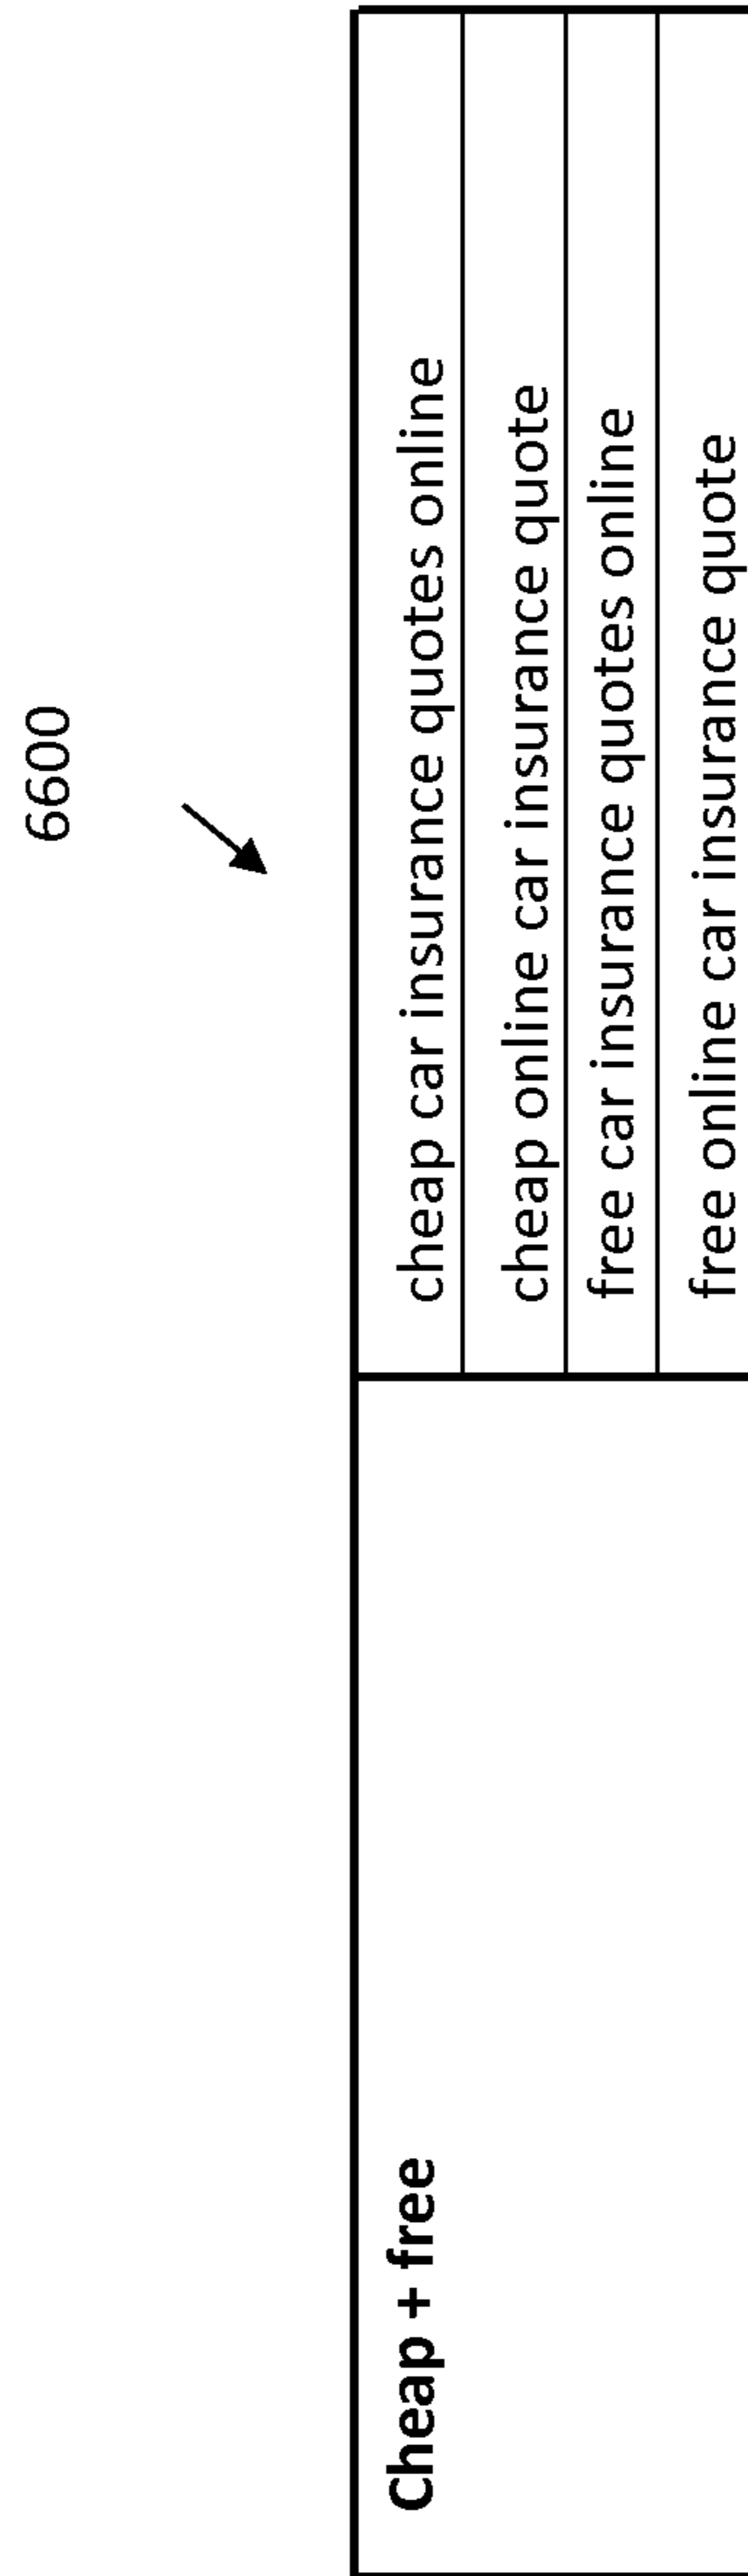 6600
Cheap + free
cheap car insurance quotes online
cheap online car insurance quote
free car insurance quotes online
free online car insurance quote